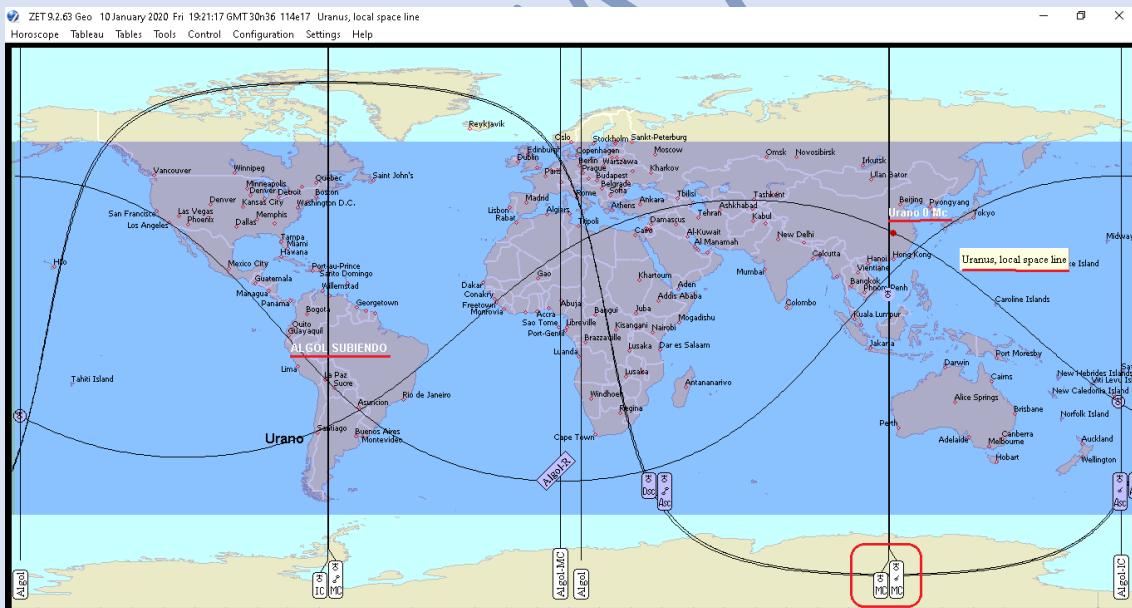 ZET 9.2.63 Geo 10 January 2020 Fri 19:21:17 GMT 30n36 114e17 Uranus, local space line
Horoscope Tableau Tables Tools Control Configuration Settings Help
Reykjavik
Oslo Stockholm Sankt-Peterburg
Edinburgh Copenhagen Moscow Omsk Novosibirsk
Dublin Berlin Warszawa Irkutsk
Vancouver Winnipeg Quebec Saint John's Paris Prague Kharkov Ulan Bator
Minneapolis Budapest
Denver Detroit Boston Belgrade
San Francisco Las Vegas Denver Kansas City Washington D.C. Madrid Rome Sofia Ankara Tbilisi Tashkent Beijing Pyongyang
Los Angeles Phoenix Memphis Lisbon Algiers Athens Ashkhabad Urano D Mc Tokyo
Dallas Rabat Tripoli Damascus Tehran Kabul
Tampa Cairo Al-Kuwait New Delhi
Miami Al Manamah Calcutta Hanoi Hong Kong Midway
Hilo Havana Uranus, local space line
Mexico City Port-au-Prince Mumbai Vientiane
Guatemala Santo Domingo Gao Khartoum Bangkok Phnom Penh
Managua Willemstad Dakar Aden Caroline Islands
Panama Georgetown Conakry Abuja Addis Ababa Colombo
Bogota Freetown Accra Bangui Juba Mogadishu Kuala Lumpur
Quito Monrovia Sao Tome Libreville Kisangani Nairobi
Guayaquil Port-Gentil Brazzaville
ALGOL SUBIENDO Luanda Lusaka Dar es Salaam Jakarta Port Moresby
Lima La Paz Darwin
Tahiti Island Sucre Lusaka Antananarivo Cairns New Hebrides Islands Viti Levu
Rio de Janeiro Windhoek Alice Springs New Caledonia Island
Asuncion Regina Brisbane Norfolk Island
Urano Santiago Buenos Aires Cape Town Perth
Montevideo Adelaide Canberra Auckland
Melbourne Wellington
Algol-R Hobart
Dsc Asc Asc
Algol IC MC Algol-MC Algol MC MC Algol-IC